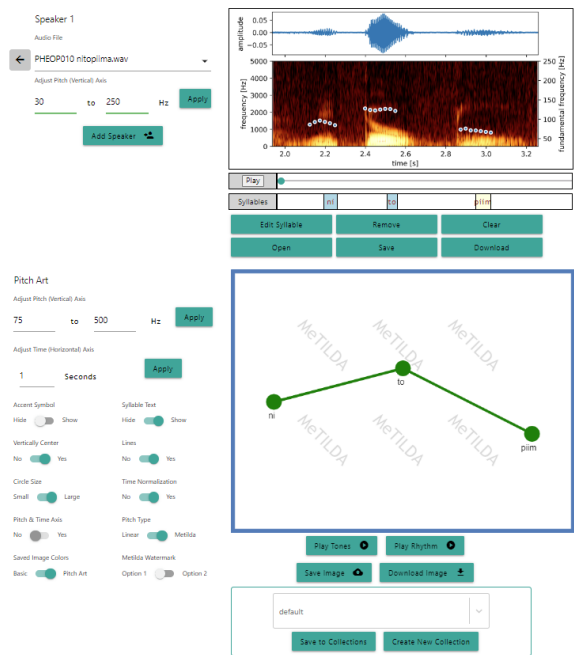 Speaker 1
Audio File
PHEOP010 nitopiima.wav
Adjust Pitch (Vertical) Axis
30 to 250 Hz Apply
Add Speaker
amplitude
0.05
0.00
−0.05
frequency [Hz]
5000
4000
3000
2000
1000
0
250
200
150
100
50
fundamental frequency [Hz]
2.0 2.2 2.4 2.6 2.8 3.0 3.2
time [s]
Play
Syllables ni to piim
Edit Syllable Remove Clear
Open Save Download
Pitch Art
Adjust Pitch (Vertical) Axis
75 to 500 Hz Apply
Adjust Time (Horizontal) Axis
1 Seconds Apply
Accent Symbol Syllable Text
Hide Show Hide Show
Vertically Center Lines
No Yes No Yes
Circle Size Time Normalization
Small Large No Yes
Pitch & Time Axis Pitch Type
No Yes Linear Metilda
Saved Image Colors Metilda Watermark
Basic Pitch Art Option 1 Option 2
MeTILDA MeTILDA MeTILDA
to
ni
MeTILDA MeTILDA MeTILDA
piim
Play Tones Play Rhythm
Save Image Download Image
default
Save to Collections Create New Collection